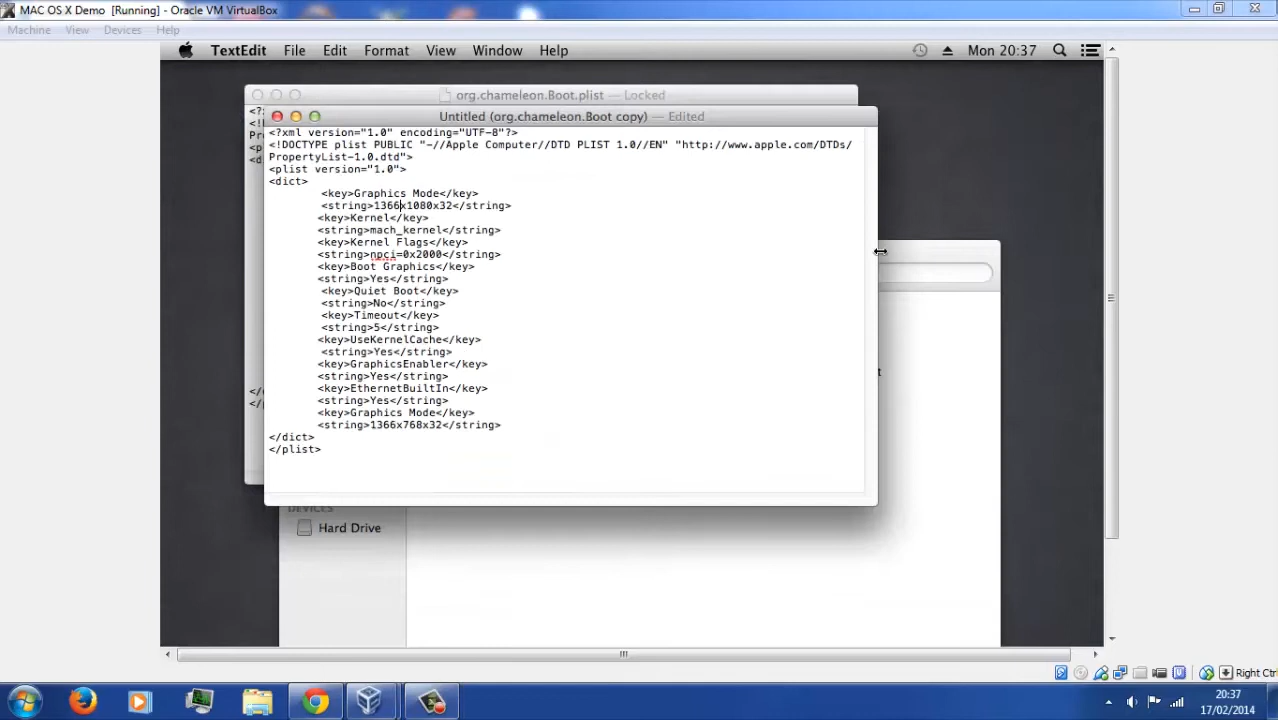 MAC OS X Demo  [Running] - Oracle VM VirtualBox
Machine View Devices Help
TextEdit File Edit Format View Window Help Mon 20:37
org.chameleon.Boot.plist — Locked
Untitled (org.chameleon.Boot copy) — Edited
<?xml version="1.0" encoding="UTF-8"?>
<!DOCTYPE plist PUBLIC "-//Apple Computer//DTD PLIST 1.0//EN" "http://www.apple.com/DTDs/
PropertyList-1.0.dtd">
<plist version="1.0">
<dict>
<key>Graphics Mode</key>
<string>1366x1080x32</string>
<key>Kernel</key>
<string>mach_kernel</string>
<key>Kernel Flags</key>
<string>npci=0x2000</string>
<key>Boot Graphics</key>
<string>Yes</string>
<key>Quiet Boot</key>
<string>No</string>
<key>Timeout</key>
<string>5</string>
<key>UseKernelCache</key>
<string>Yes</string>
<key>GraphicsEnabler</key>
<string>Yes</string>
<key>EthernetBuiltIn</key>
<string>Yes</string>
<key>Graphics Mode</key>
<string>1366x768x32</string>
</dict>
</plist>
DEVICES
Hard Drive
Right Ctrl
20:37
17/02/2014